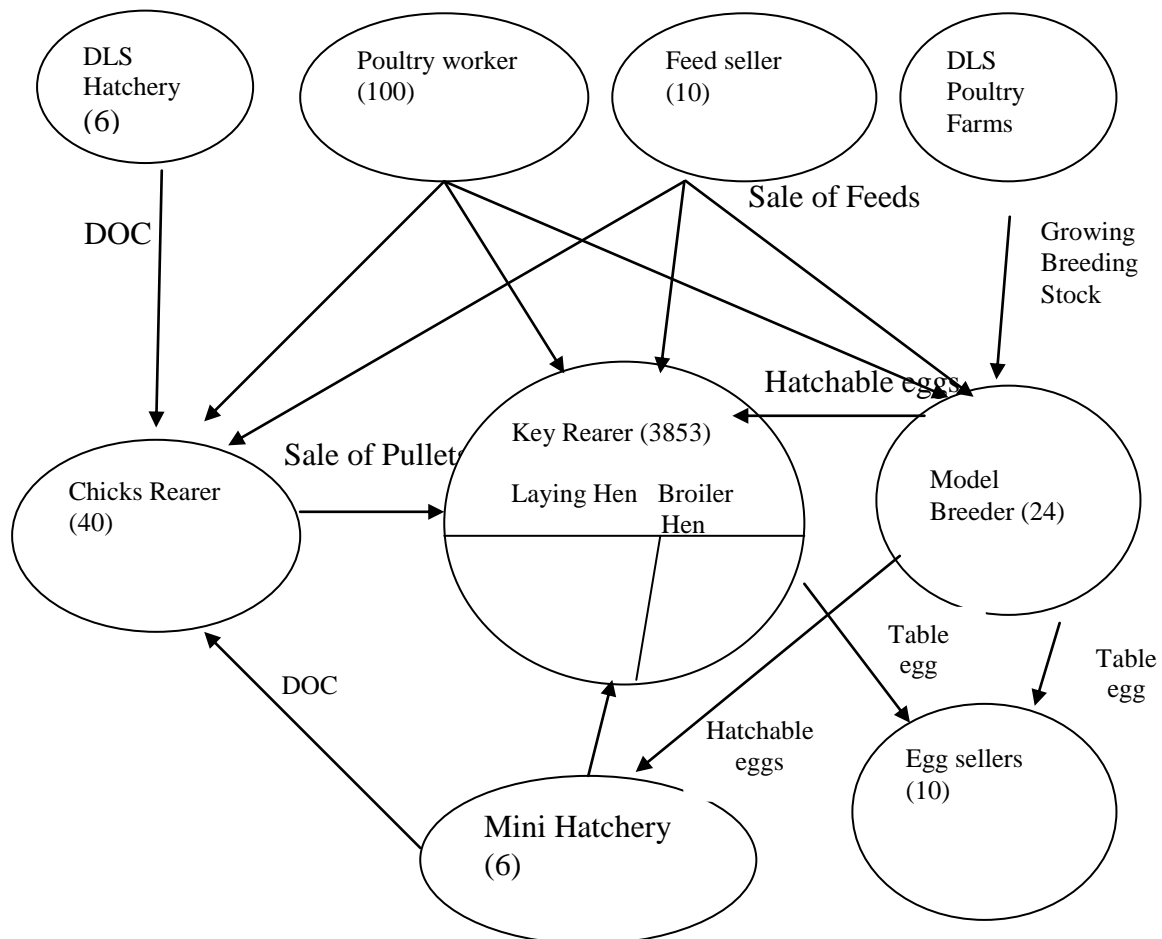 DLS
Hatchery
(6)
Poultry worker
(100)
Feed seller
(10)
DLS
Poultry
Farms
DOC
Sale of Feeds
Growing
Breeding
Stock
Hatchable eggs
Key Rearer (3853)
Laying Hen Broiler
Hen
Sale of Pullets
Chicks Rearer
(40)
Model
Breeder (24)
DOC
Table
egg
Table
egg
Hatchable
eggs
Egg sellers
(10)
Mini Hatchery
(6)